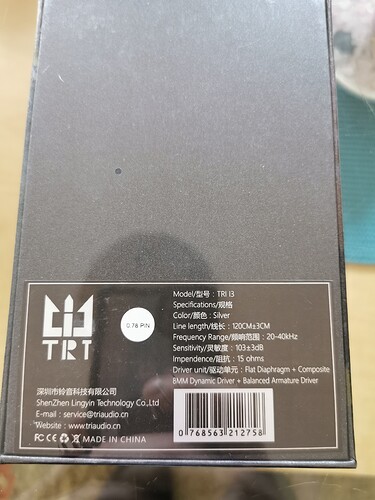 TRT
0.78 PIN
Model/型号 : TRI i3
Specifications/规格
Color/颜色 : Silver
Line length/线长 : 120CM±3CM
Frequency Range/频响范围 : 20-40kHz
Sensitivity/灵敏度 : 103±3dB
Impendence/阻抗 : 15 ohms
Driver unit/驱动单元 : Flat Diaphragm + Composite
8MM Dynamic Driver + Balanced Armature Driver
深圳市铃音科技有限公司
ShenZhen Lingyin Technology Co.,Ltd
E-mail : service@triaudio.cn
Website : www.triaudio.cn
FC CE MADE IN CHINA
0 768563 212758